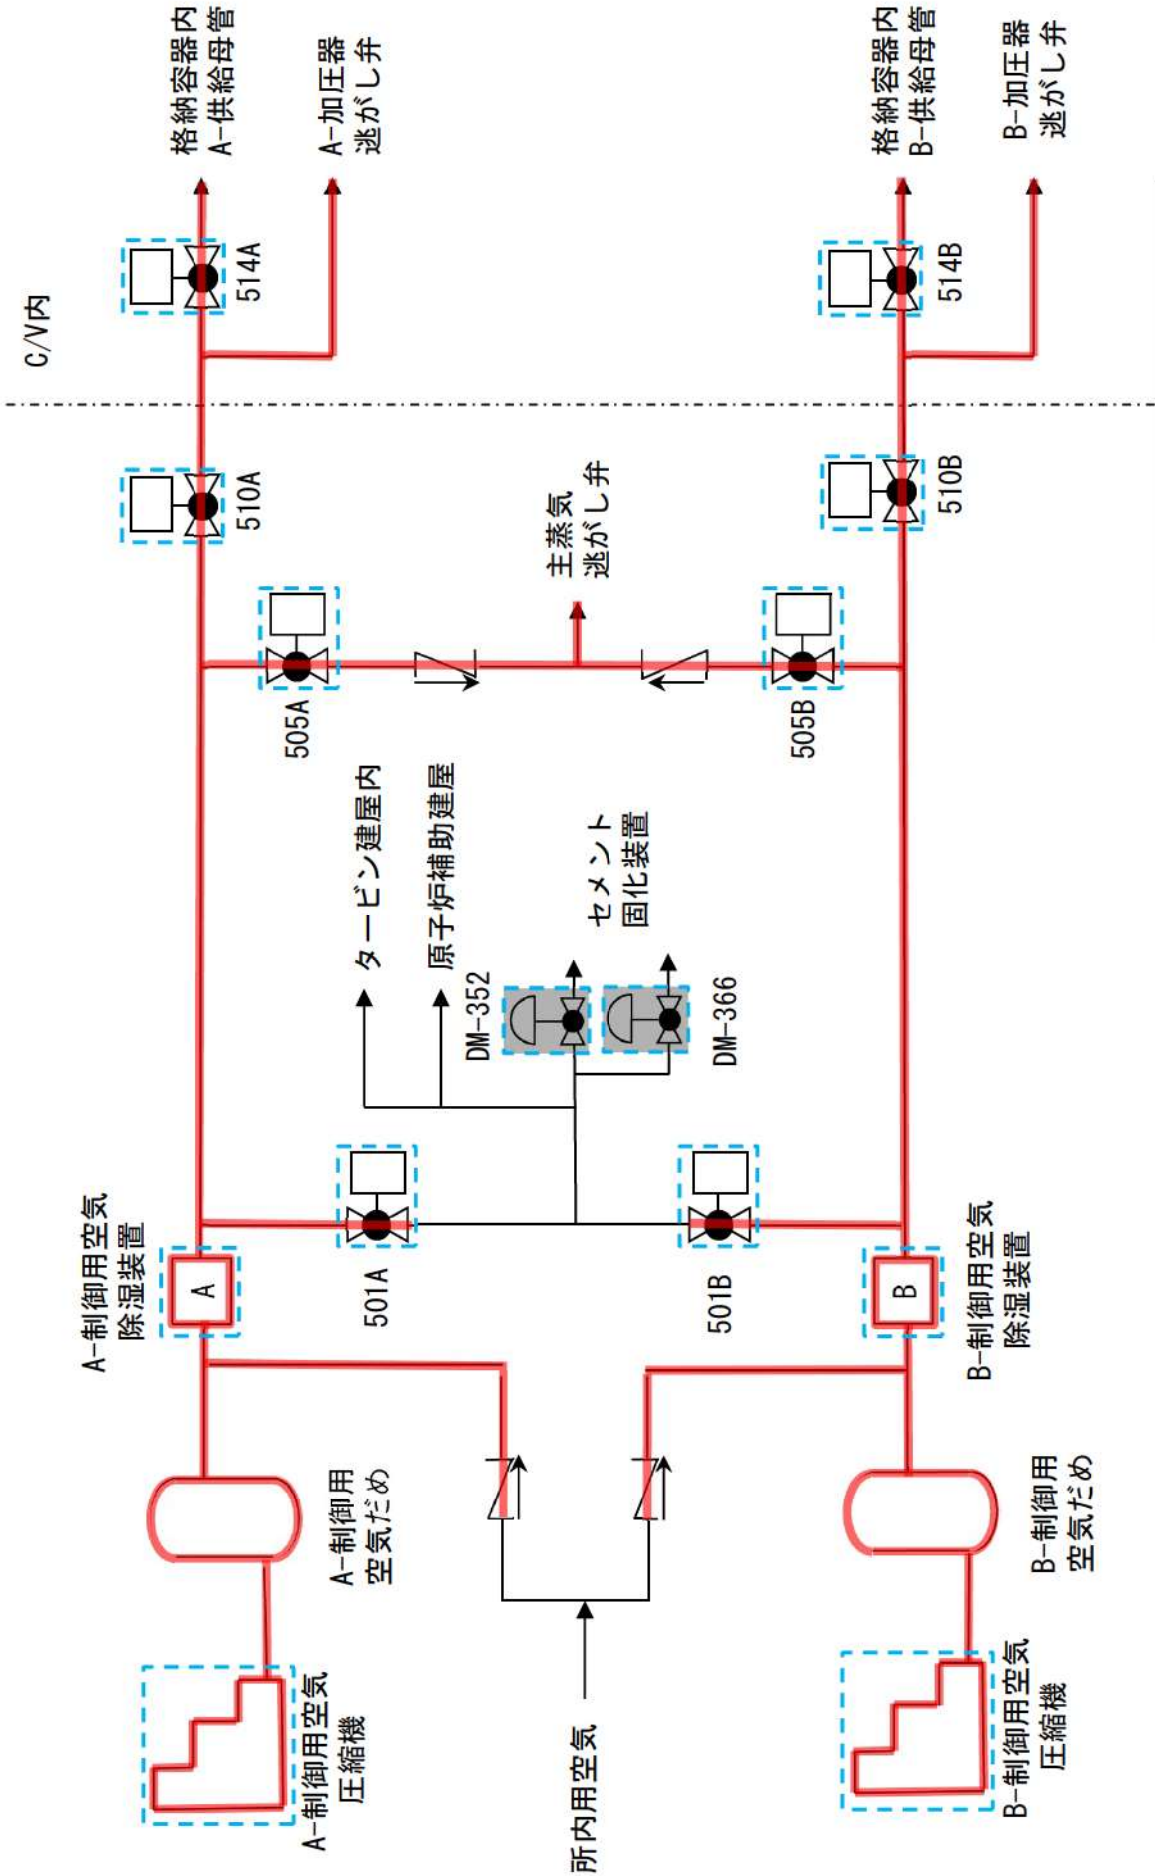 C/V内
格納容器内
A-供給母管
A-加圧器
逃がし弁
514A
510A
505A
主蒸気
逃がし弁
505B
510B
514B
格納容器内
B-供給母管
B-加圧器
逃がし弁
タービン建屋内
原子炉補助建屋
DM-352
セメント
固化装置
DM-366
501A
501B
A-制御用空気
除湿装置
A
B
B-制御用空気
除湿装置
A-制御用
空気だめ
B-制御用
空気だめ
A-制御用空気
圧縮機
所内用空気
B-制御用空気
圧縮機